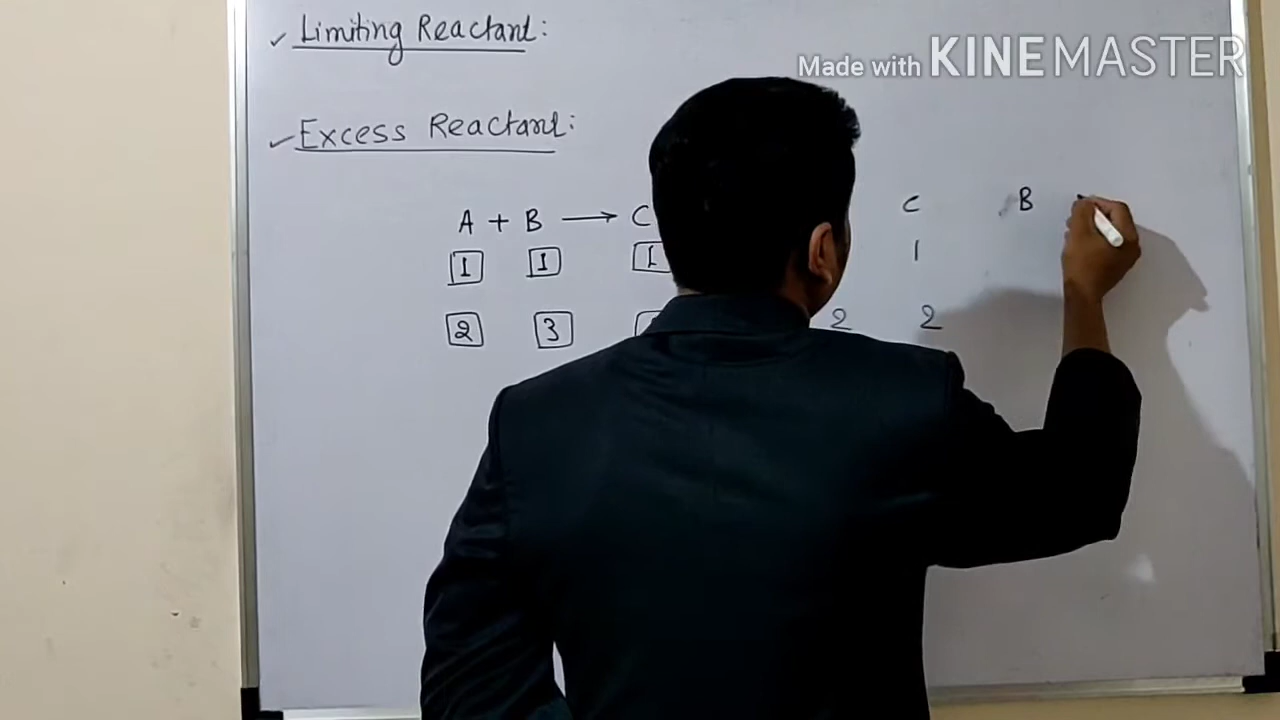 ✓ Limiting Reactant:
Made with KINEMASTER
✓ Excess Reactant:
A + B ⟶ C C B
1 1 1 1
2 3 2 2